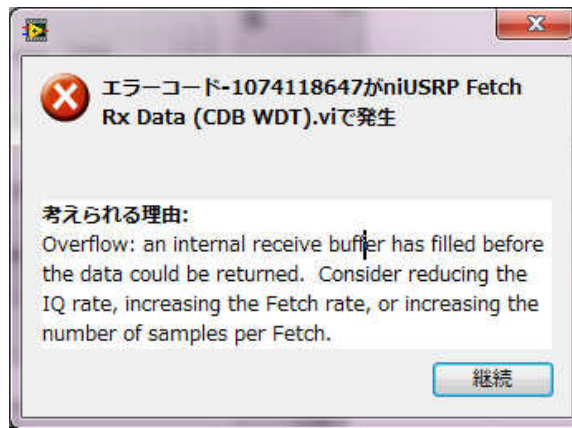 エラーコード-1074118647がniUSRP Fetch
Rx Data (CDB WDT).viで発生
考えられる理由:
Overflow: an internal receive buffer has filled before
the data could be returned.  Consider reducing the
IQ rate, increasing the Fetch rate, or increasing the
number of samples per Fetch.
継続